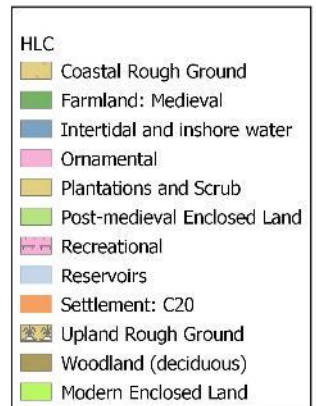 HLC
Coastal Rough Ground
Farmland: Medieval
Intertidal and inshore water
Ornamental
Plantations and Scrub
Post-medieval Enclosed Land
Recreational
Reservoirs
Settlement: C20
Upland Rough Ground
Woodland (deciduous)
Modern Enclosed Land